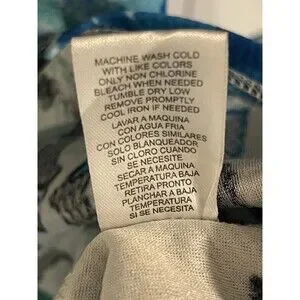 MACHINE WASH COLD
WITH LIKE COLORS
ONLY NON CHLORINE
BLEACH WHEN NEEDED
TUMBLE DRY LOW
REMOVE PROMPTLY
COOL IRON IF NEEDED
LAVAR A MAQUINA
CON AGUA FRIA
CON COLORES SIMILARES
SOLO BLANQUEADOR
SIN CLORO CUANDO
SE NECESITE
SECAR A MAQUINA
TEMPERATURA BAJA
RETIRA PRONTO
PLANCHAR A BAJA
TEMPERATURA
SI SE NECESITA